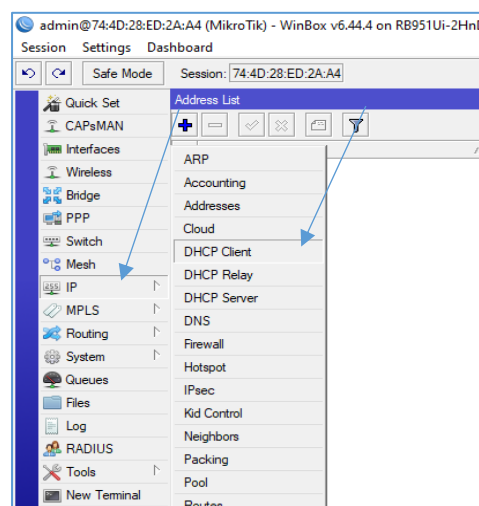 admin@74:4D:28:ED:2A:A4 (MikroTik) - WinBox v6.44.4 on RB951Ui-2HnD
Session Settings Dashboard
Safe Mode Session: 74:4D:28:ED:2A:A4
Quick Set
CAPsMAN
Interfaces
Wireless
Bridge
PPP
Switch
Mesh
IP
MPLS
Routing
System
Queues
Files
Log
RADIUS
Tools
New Terminal
Address List
ARP
Accounting
Addresses
Cloud
DHCP Client
DHCP Relay
DHCP Server
DNS
Firewall
Hotspot
IPsec
Kid Control
Neighbors
Packing
Pool
Routes